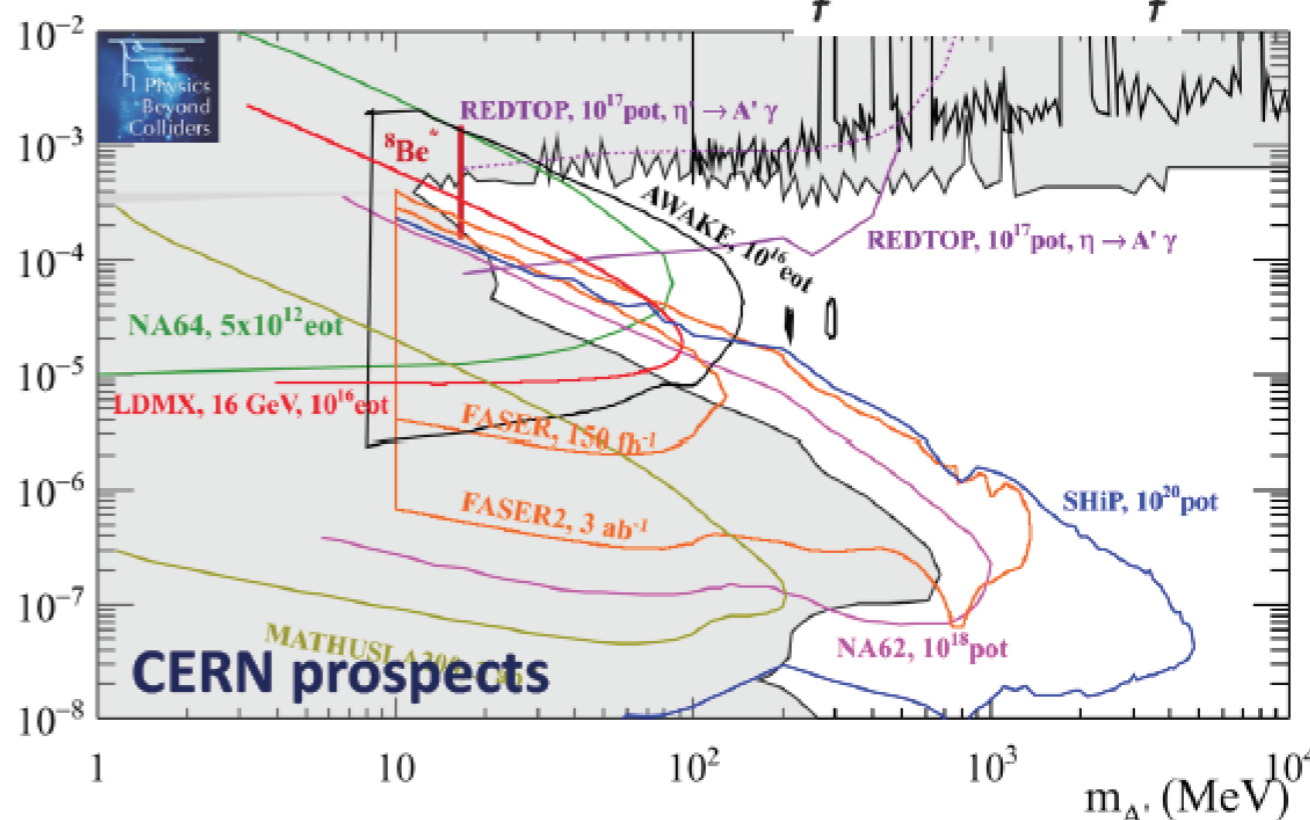 10⁻²
10⁻³
10⁻⁴
10⁻⁵
10⁻⁶
10⁻⁷
10⁻⁸
Physics
Beyond
Colliders
REDTOP, 10¹⁷pot, η' → A' γ
⁸Be*
AWAKE, 10¹⁶eot
REDTOP, 10¹⁷pot, η → A' γ
NA64, 5x10¹²eot
LDMX, 16 GeV, 10¹⁶eot
FASER, 150 fb⁻¹
FASER2, 3 ab⁻¹
SHiP, 10²⁰pot
NA62, 10¹⁸pot
MATHUSLA200
CERN prospects
1 10 10² 10³ 10⁴
m_A' (MeV)